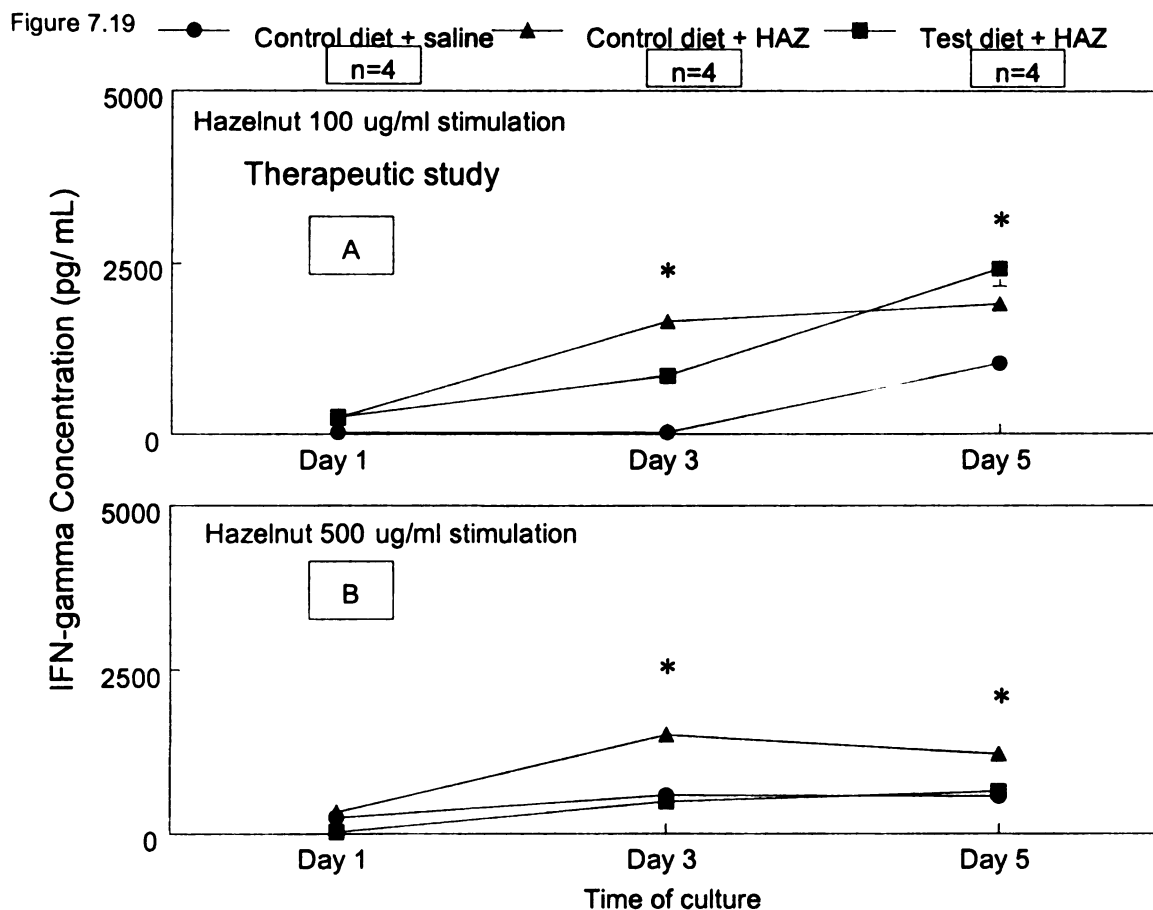 Figure 7.19
Control diet + saline Control diet + HAZ Test diet + HAZ
n=4 n=4 n=4
IFN-gamma Concentration (pg/ mL)
5000
Hazelnut 100 ug/ml stimulation
Therapeutic study
A
*
*
2500
0
Day 1 Day 3 Day 5
5000
Hazelnut 500 ug/ml stimulation
B
*
*
2500
0
Day 1 Day 3 Day 5
Time of culture